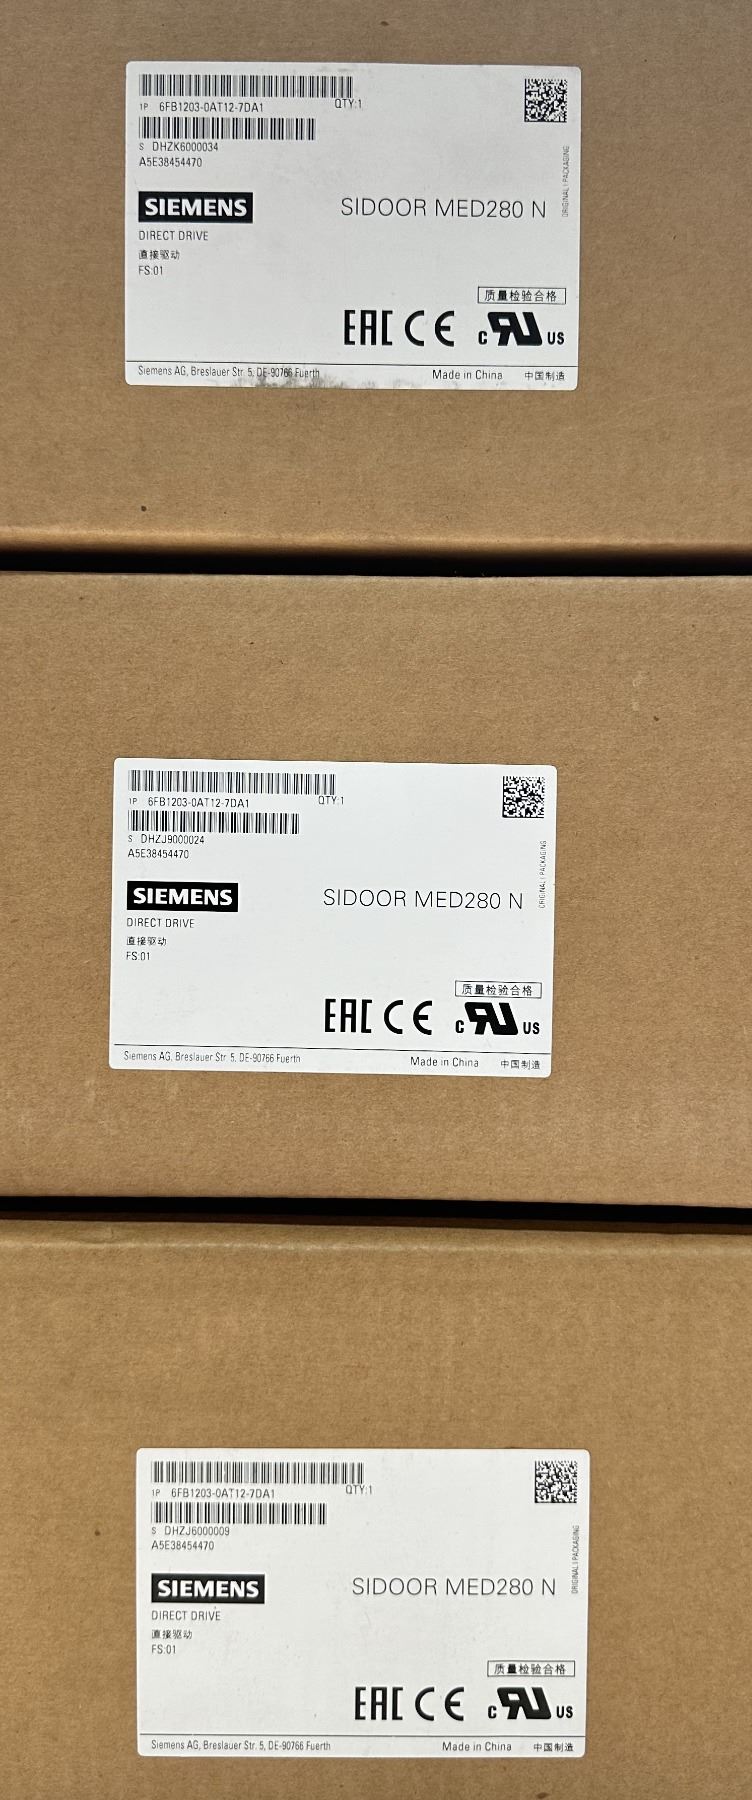 1P 6FB1203-0AT12-7DA1 QTY:1
S DHZK6000034
A5E38454470
ORIGINAL | PACKAGING
SIEMENS SIDOOR MED280 N
DIRECT DRIVE
直接驱动
FS:01
质量检验合格
EAC CE c RU US
Siemens AG, Breslauer Str. 5, DE-90766 Fuerth Made in China 中国制造
1P 6FB1203-0AT12-7DA1 QTY:1
S DHZJ9000024
A5E38454470
ORIGINAL | PACKAGING
SIEMENS SIDOOR MED280 N
DIRECT DRIVE
直接驱动
FS:01
质量检验合格
EAC CE c RU US
Siemens AG, Breslauer Str. 5, DE-90766 Fuerth Made in China 中国制造
1P 6FB1203-0AT12-7DA1 QTY:1
S DHZJ6000009
A5E38454470
ORIGINAL | PACKAGING
SIEMENS SIDOOR MED280 N
DIRECT DRIVE
直接驱动
FS:01
质量检验合格
EAC CE c RU US
Siemens AG, Breslauer Str. 5, DE-90766 Fuerth Made in China 中国制造